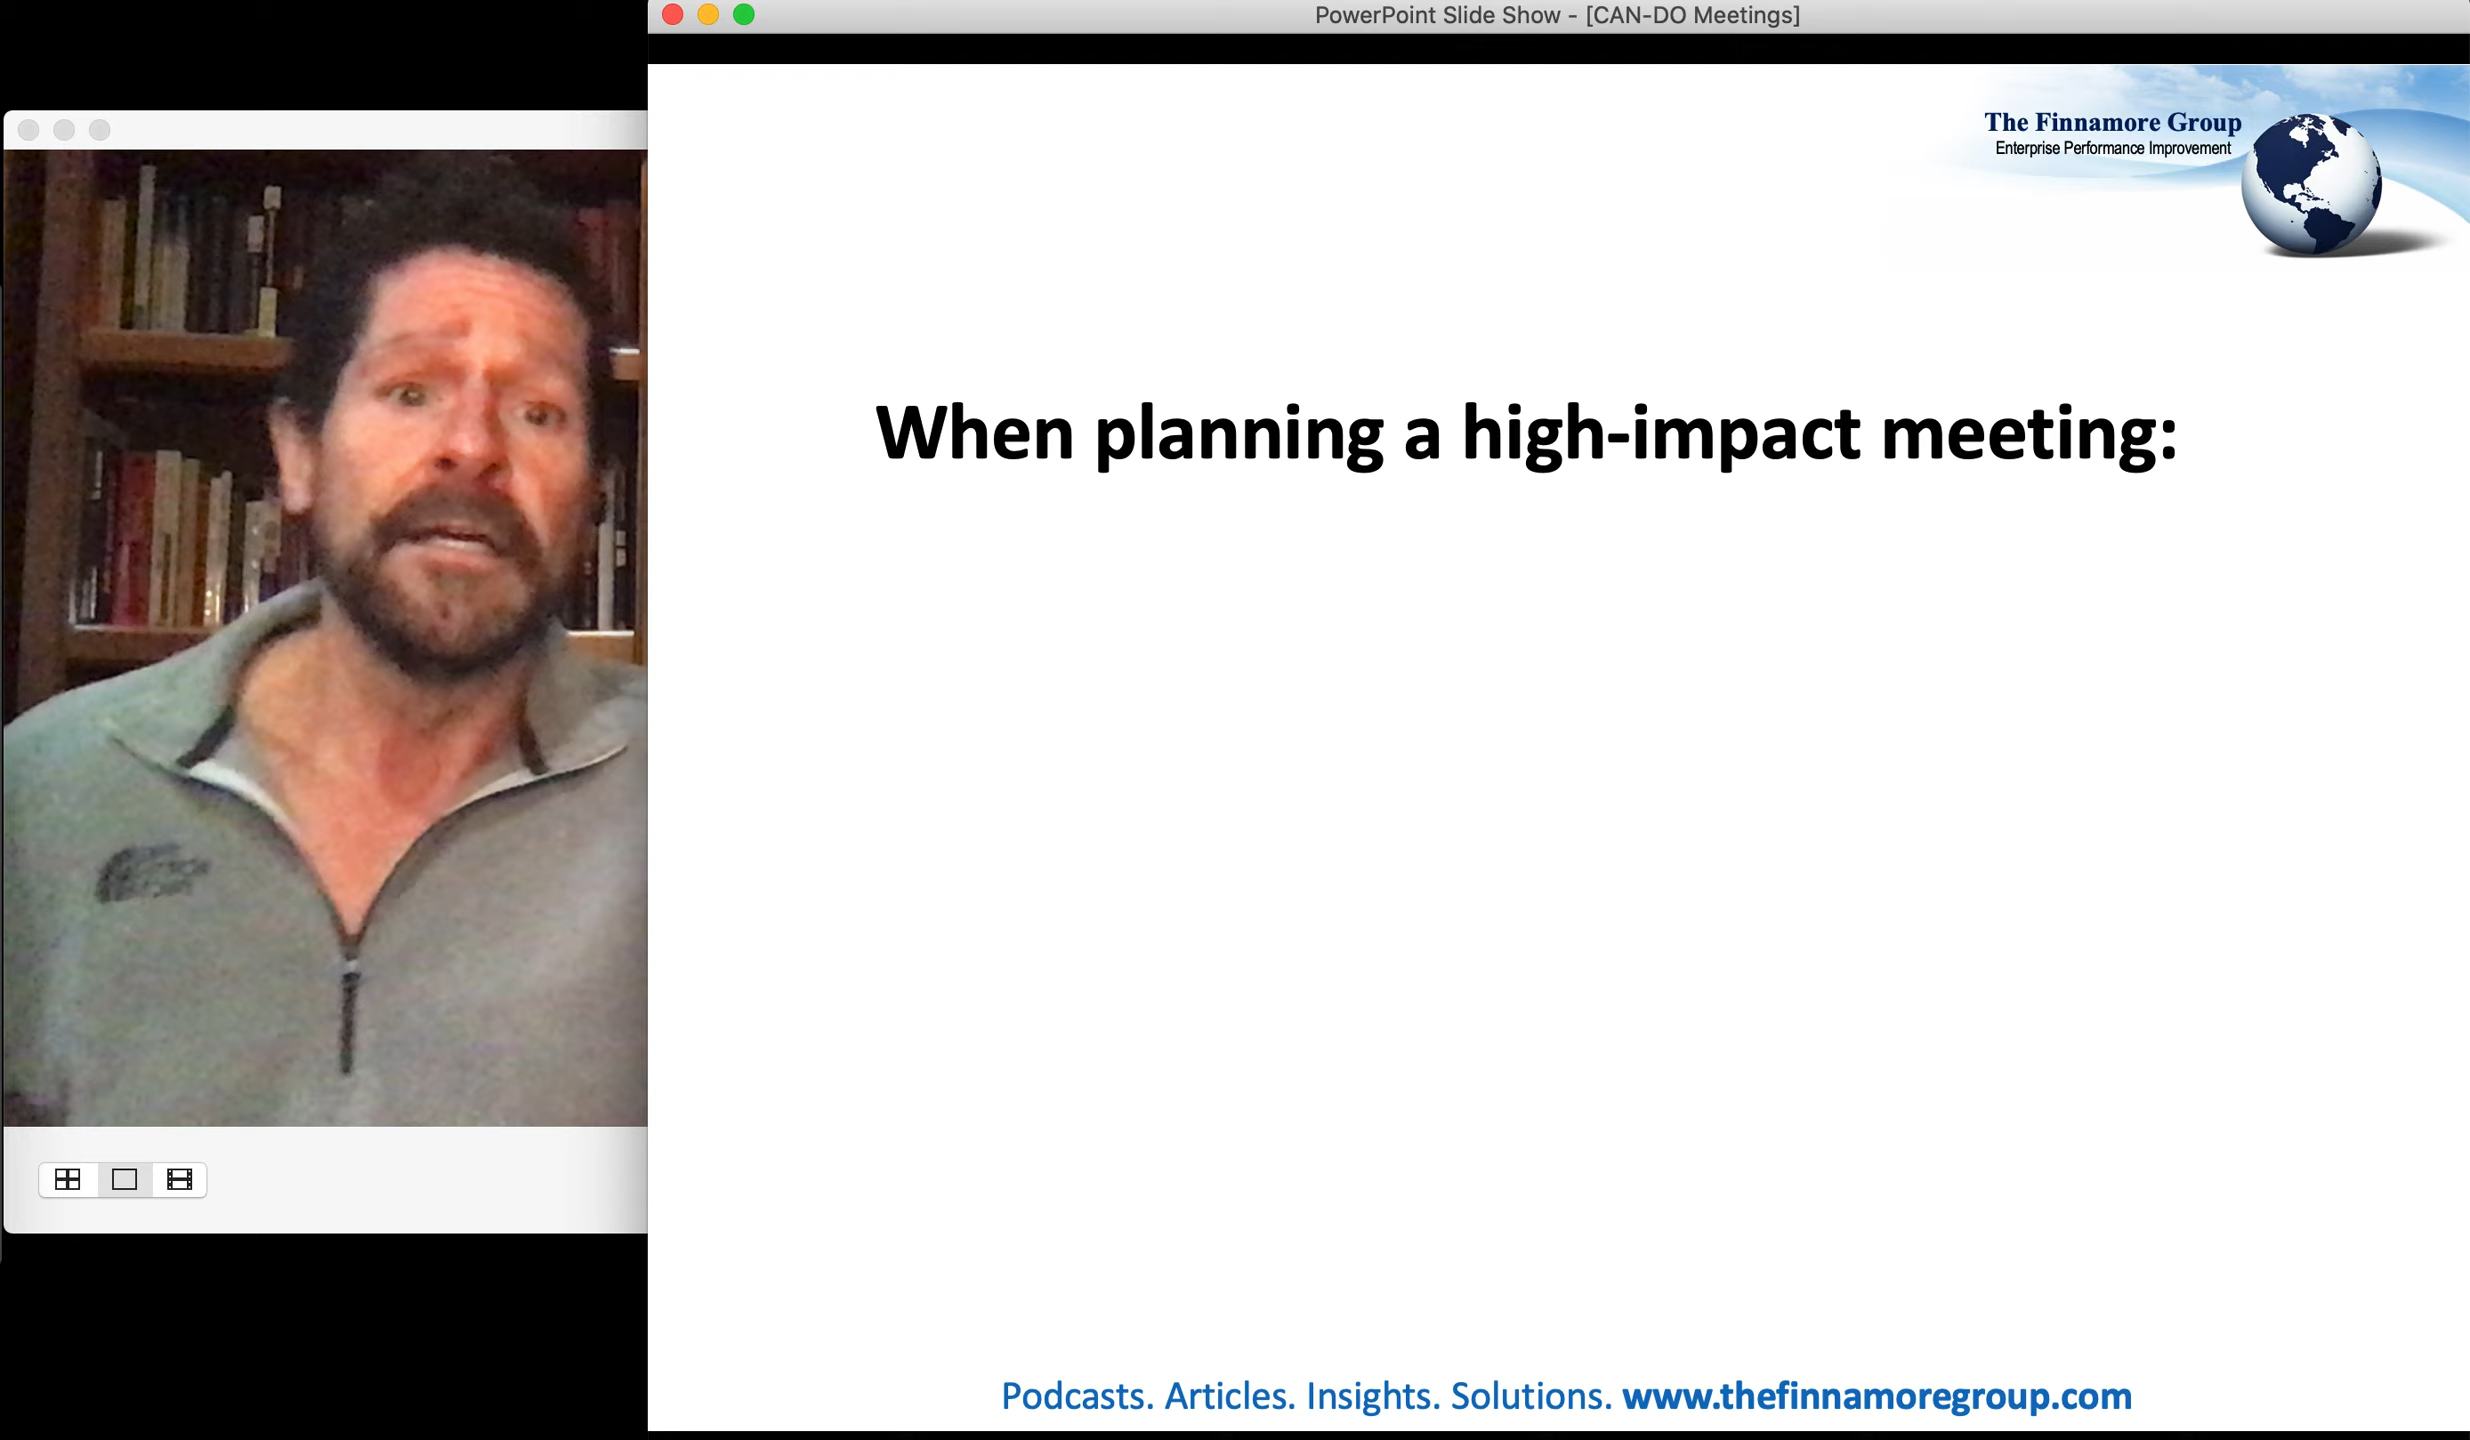 PowerPoint Slide Show - [CAN-DO Meetings]
The Finnamore Group
Enterprise Performance Improvement
When planning a high-impact meeting:
Podcasts. Articles. Insights. Solutions. www.thefinnamoregroup.com